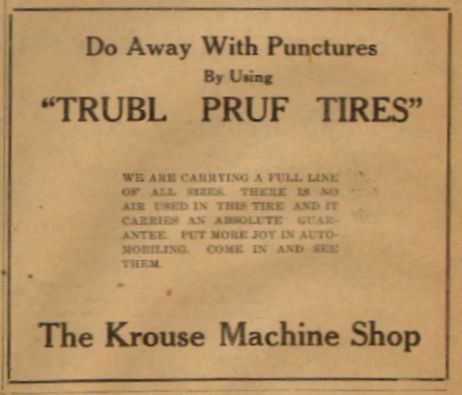 Do Away With Punctures
By Using
“TRUBL PRUF TIRES”
WE ARE CARRYING A FULL LINE
OF ALL SIZES. THERE IS NO
AIR USED IN THIS TIRE AND IT
CARRIES AN ABSOLUTE GUAR-
ANTEE. PUT MORE JOY IN AUTO-
MOBILING. COME IN AND SEE
THEM.
The Krouse Machine Shop